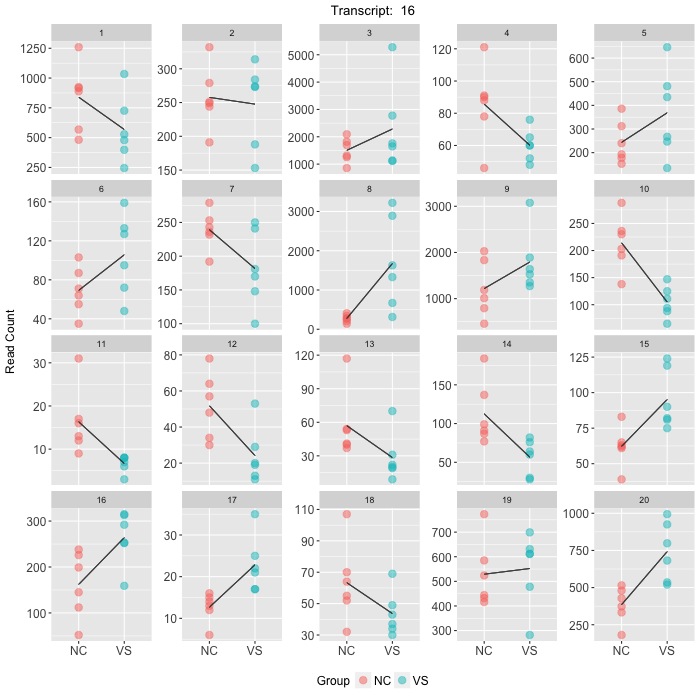 Transcript: 16
1 2 3 4 5
1250 1000 750 500 250
300 250 200 150
5000 4000 3000 2000 1000
120 100 80 60
600 500 400 300 200
6 7 8 9 10
160 120 80 40
250 200 150 100
3000 2000 1000 0
3000 2000 1000
250 200 150 100
Read Count
11 12 13 14 15
30 20 10
80 60 40 20
120 90 60 30
150 100 50
125 100 75 50
16 17 18 19 20
300 200 100
30 20 10
110 90 70 50 30
700 600 500 400 300
1000 750 500 250
NC VS NC VS NC VS NC VS NC VS
Group NC VS